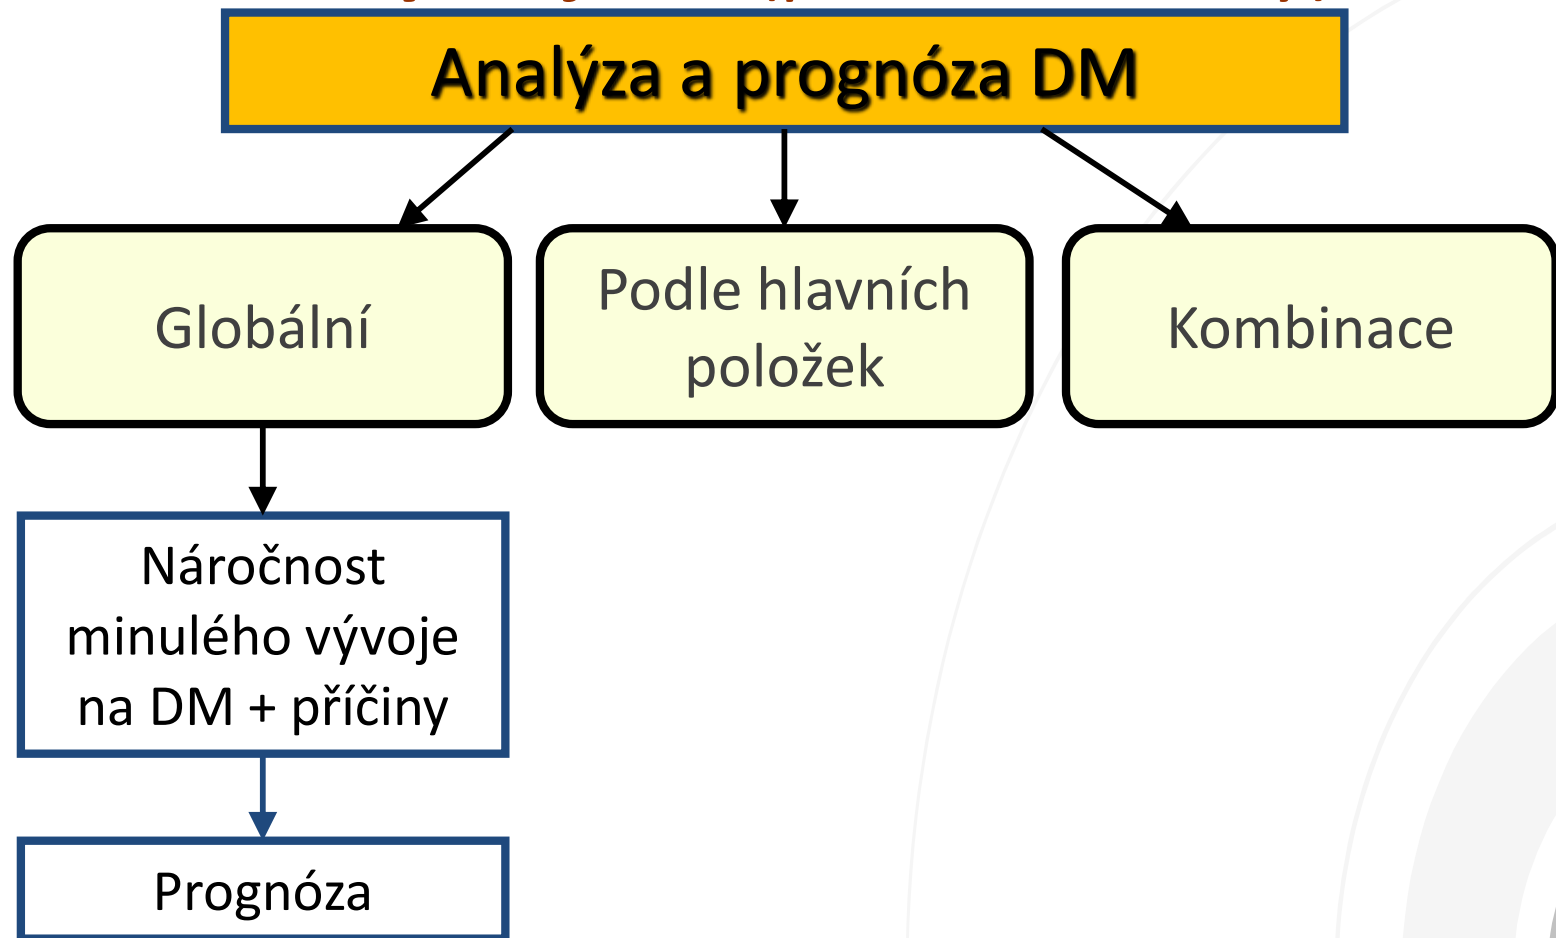 Analýza a prognóza DM
Globální
Podle hlavních
položek
Kombinace
Náročnost
minulého vývoje
na DM + příčiny
Prognóza